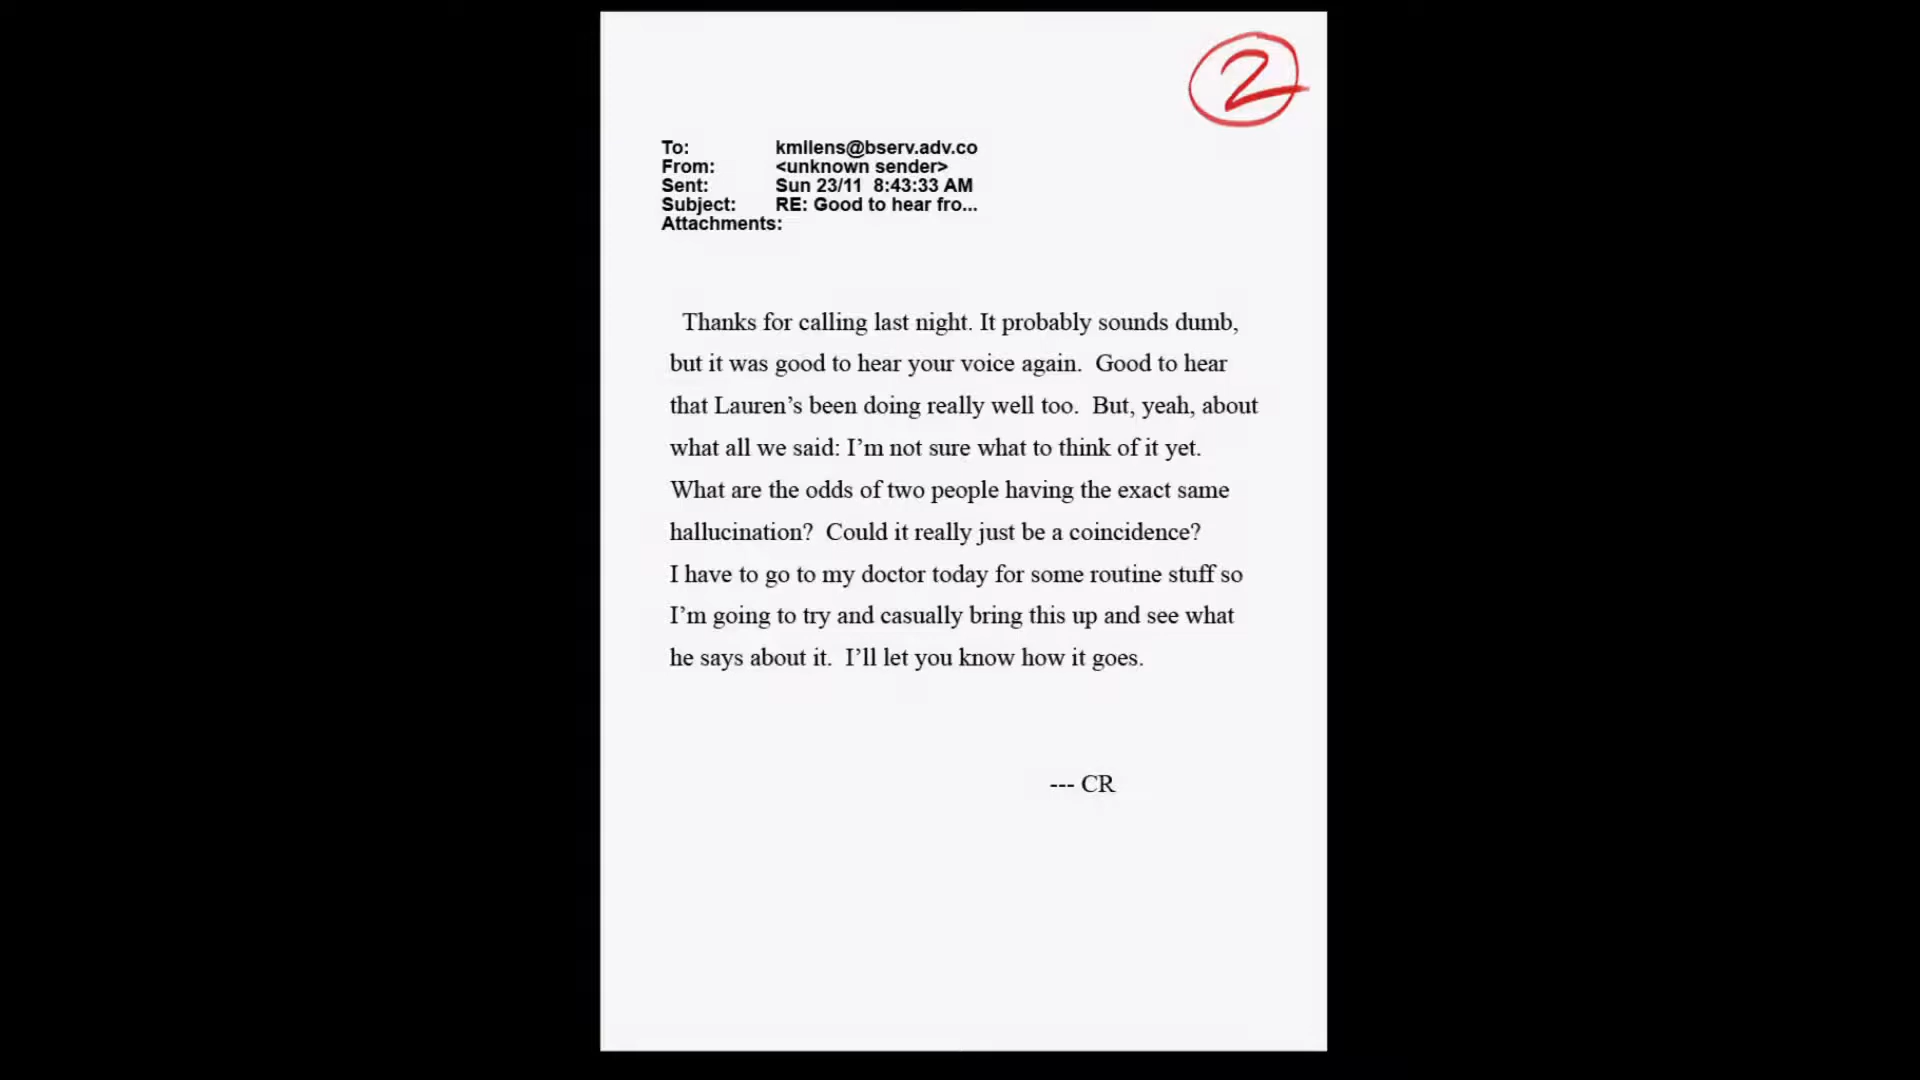 2
To: kmllens@bserv.adv.co
From: <unknown sender>
Sent: Sun 23/11 8:43:33 AM
Subject: RE: Good to hear fro...
Attachments:
Thanks for calling last night. It probably sounds dumb,
but it was good to hear your voice again. Good to hear
that Lauren’s been doing really well too. But, yeah, about
what all we said: I’m not sure what to think of it yet.
What are the odds of two people having the exact same
hallucination? Could it really just be a coincidence?
I have to go to my doctor today for some routine stuff so
I’m going to try and casually bring this up and see what
he says about it. I’ll let you know how it goes.
--- CR